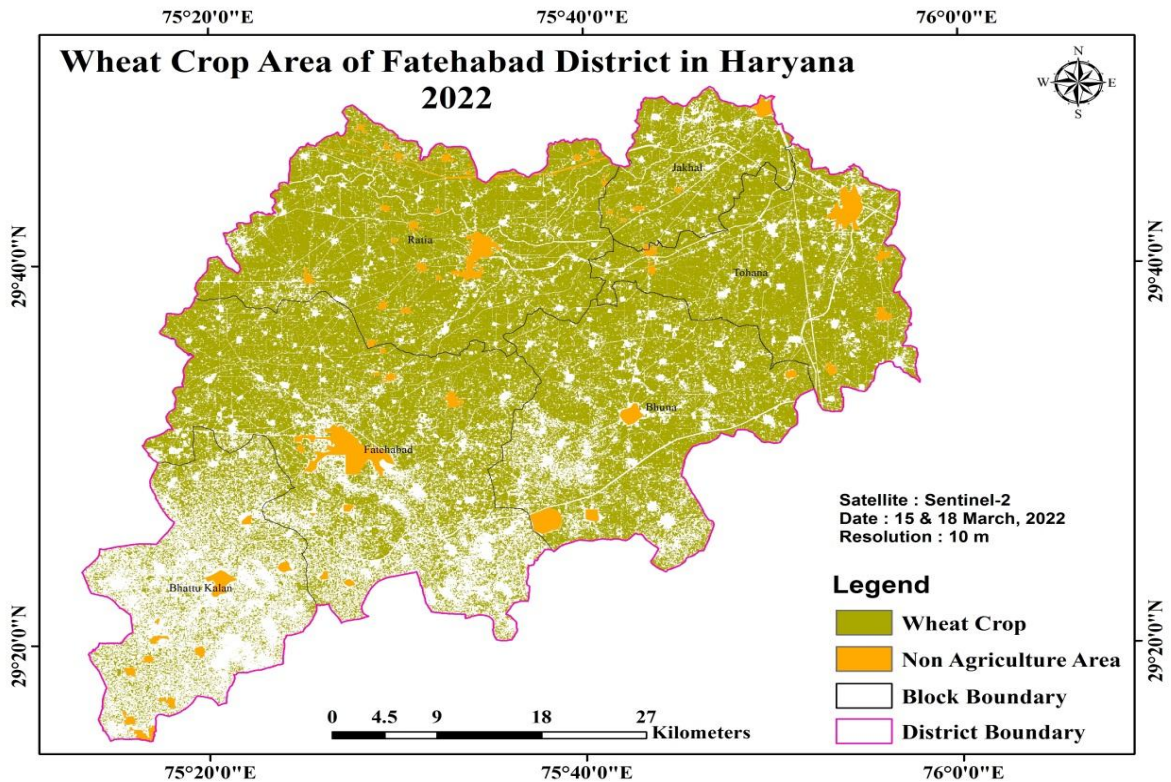 75°20'0"E 75°40'0"E 76°0'0"E
Wheat Crop Area of Fatehabad District in Haryana
2022
N
W E
S
Jakhal
Ratia
29°40'0"N
Tohana
29°40'0"N
Bhuna
Fatehabad
Satellite : Sentinel-2
Date : 15 & 18 March, 2022
Resolution : 10 m
Bhattu Kalan
Legend
Wheat Crop
Non Agriculture Area
Block Boundary
District Boundary
29°20'0"N
29°20'0"N
0 4.5 9 18 27
Kilometers
75°20'0"E 75°40'0"E 76°0'0"E